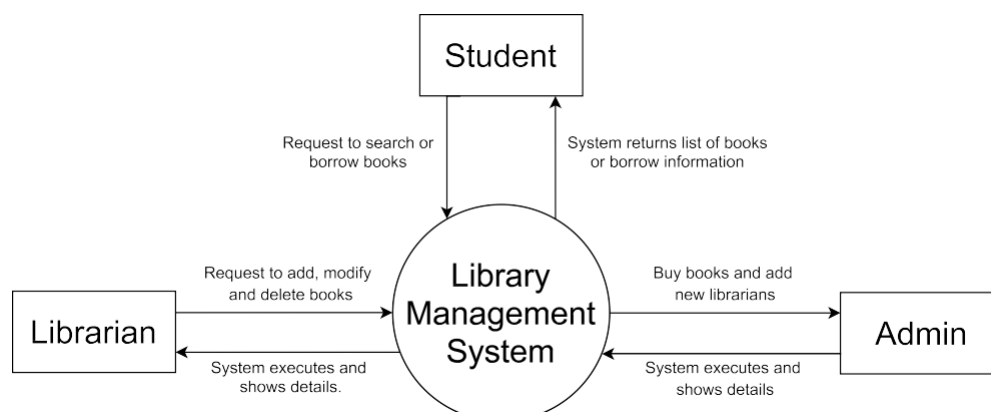 Student
Request to search or
borrow books
System returns list of books
or borrow information
Library
Management
System
Request to add, modify
and delete books
Librarian
System executes and
shows details.
Buy books and add
new librarians
Admin
System executes and
shows details